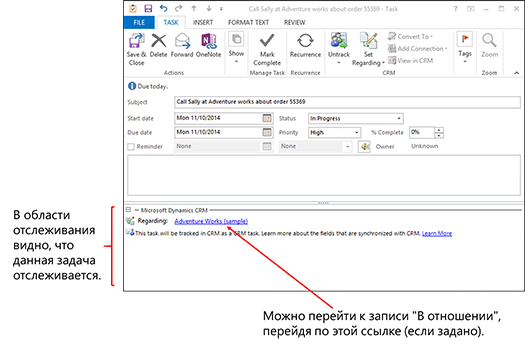 Call Sally at Adventure works about order 55369 - Task
FILE TASK INSERT FORMAT TEXT REVIEW
Save & Close Delete Forward OneNote Show Mark Complete Recurrence Untrack Set Regarding Convert To Add Connection View in CRM Tags Zoom
Actions Manage Task Recurrence CRM Zoom
Due today.
Subject Call Sally at Adventure works about order 55369
Start date Mon 11/10/2014 Status In Progress
Due date Mon 11/10/2014 Priority High % Complete 0%
Reminder None None Owner Unknown
Microsoft Dynamics CRM
Regarding: Adventure Works (sample)
This task will be tracked in CRM as a CRM task. Learn more about the fields that are synchronized with CRM. Learn More
В области
отслеживания
видно, что
данная задача
отслеживается.
Можно перейти к записи "В отношении",
перейдя по этой ссылке (если задано).